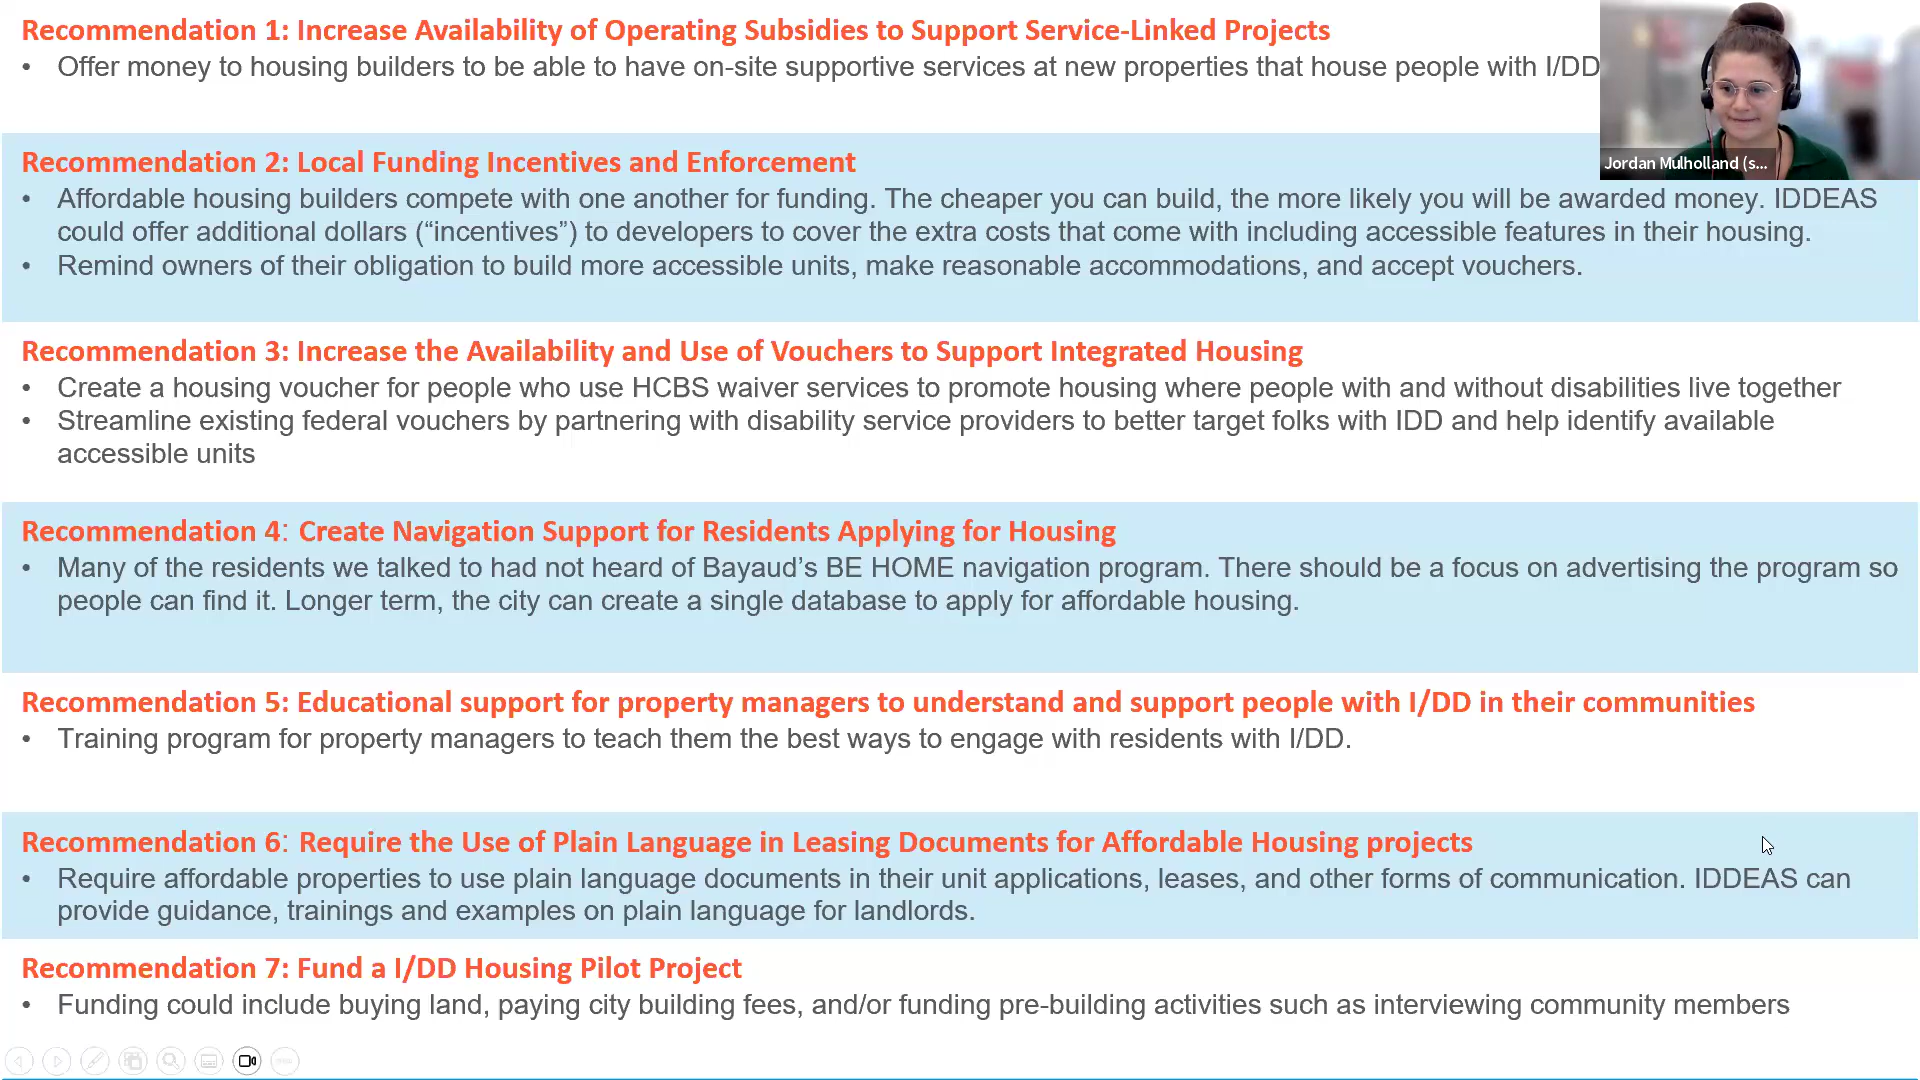 Recommendation 1: Increase Availability of Operating Subsidies to Support Service-Linked Projects
• Offer money to housing builders to be able to have on-site supportive services at new properties that house people with I/DD
Jordan Mulholland (s...
Recommendation 2: Local Funding Incentives and Enforcement
• Affordable housing builders compete with one another for funding. The cheaper you can build, the more likely you will be awarded money. IDDEAS
could offer additional dollars (“incentives”) to developers to cover the extra costs that come with including accessible features in their housing.
• Remind owners of their obligation to build more accessible units, make reasonable accommodations, and accept vouchers.
Recommendation 3: Increase the Availability and Use of Vouchers to Support Integrated Housing
• Create a housing voucher for people who use HCBS waiver services to promote housing where people with and without disabilities live together
• Streamline existing federal vouchers by partnering with disability service providers to better target folks with IDD and help identify available
accessible units
Recommendation 4: Create Navigation Support for Residents Applying for Housing
• Many of the residents we talked to had not heard of Bayaud’s BE HOME navigation program. There should be a focus on advertising the program so
people can find it. Longer term, the city can create a single database to apply for affordable housing.
Recommendation 5: Educational support for property managers to understand and support people with I/DD in their communities
• Training program for property managers to teach them the best ways to engage with residents with I/DD.
Recommendation 6: Require the Use of Plain Language in Leasing Documents for Affordable Housing projects
• Require affordable properties to use plain language documents in their unit applications, leases, and other forms of communication. IDDEAS can
provide guidance, trainings and examples on plain language for landlords.
Recommendation 7: Fund a I/DD Housing Pilot Project
• Funding could include buying land, paying city building fees, and/or funding pre-building activities such as interviewing community members